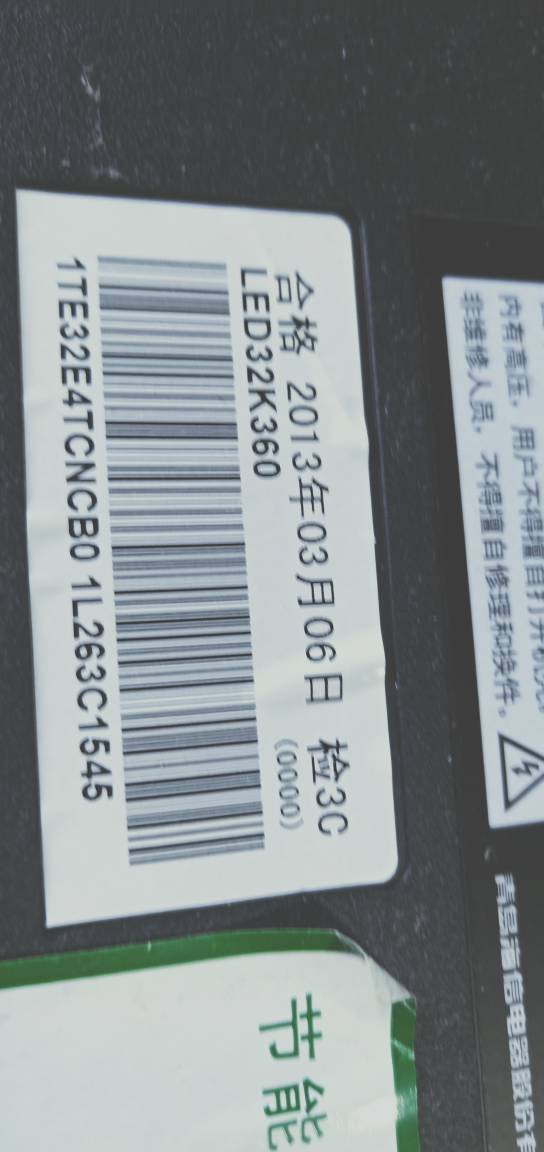 合格 2013年03月06日 检3C
LED32K360 (0000)
1TE32E4TCNCB0 1L263C1545
内有高压，用户不得擅自打开机壳
非维修人员，不得擅自修理和换件。
青岛海信电器股份有
节能